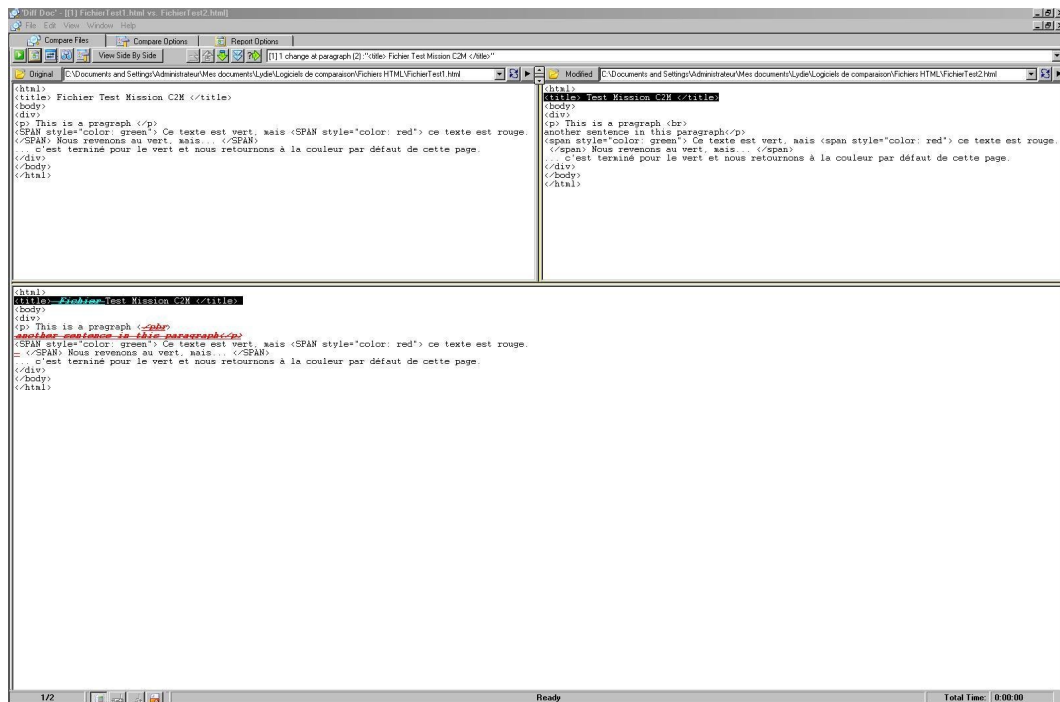 "Diff Doc" - [[1] FichierTest1.html vs. FichierTest2.html]
File Edit View Window Help
Compare Files Compare Options Report Options
View Side By Side [1] 1 change at paragraph (2) :"<title> Fichier Test Mission C2M </title>"
Original C:\Documents and Settings\Administrateur\Mes documents\Lydie\Logiciels de comparaison\Fichiers HTML\FichierTest1.html
<html>
<title> Fichier Test Mission C2M </title>
<body>
<div>
<p> This is a pragraph </p>
<SPAN style="color: green"> Ce texte est vert, mais <SPAN style="color: red"> ce texte est rouge.
</SPAN> Nous revenons au vert, mais... </SPAN>
... c'est terminé pour le vert et nous retournons à la couleur par défaut de cette page.
</div>
</body>
</html>
Modified C:\Documents and Settings\Administrateur\Mes documents\Lydie\Logiciels de comparaison\Fichiers HTML\FichierTest2.html
<html>
<title> Test Mission C2M </title>
<body>
<div>
<p> This is a pragraph <br>
another sentence in this paragraph</p>
<span style="color: green"> Ce texte est vert, mais <span style="color: red"> ce texte est rouge.
</span> Nous revenons au vert, mais... </span>
... c'est terminé pour le vert et nous retournons à la couleur par défaut de cette page.
</div>
</body>
</html>
<html>
<title> Fichier Test Mission C2M </title>
<body>
<div>
<p> This is a pragraph </pbr>
another sentence in this paragraph</p>
<SPAN style="color: green"> Ce texte est vert, mais <SPAN style="color: red"> ce texte est rouge.
</SPAN> Nous revenons au vert, mais... </SPAN>
... c'est terminé pour le vert et nous retournons à la couleur par défaut de cette page.
</div>
</body>
</html>
1/2 Ready Total Time: 0:00:00